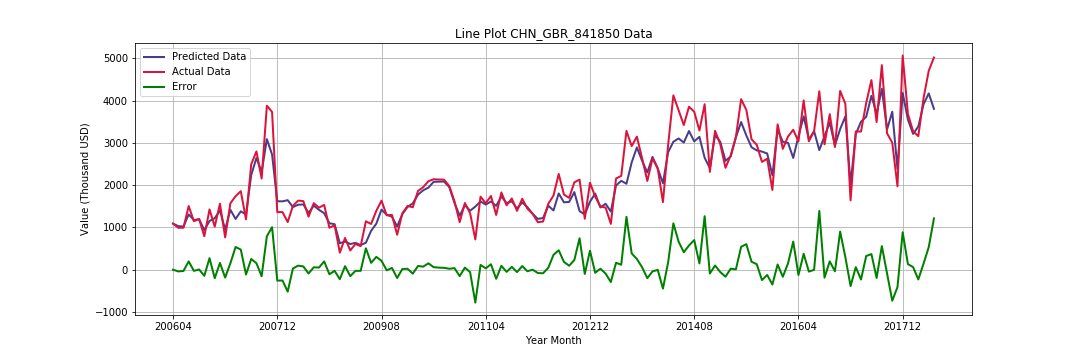 Line Plot CHN_GBR_841850 Data
Predicted Data
Actual Data
Error
Value (Thousand USD)
5000
4000
3000
2000
1000
0
−1000
200604
200712
200908
201104
201212
201408
201604
201712
Year Month